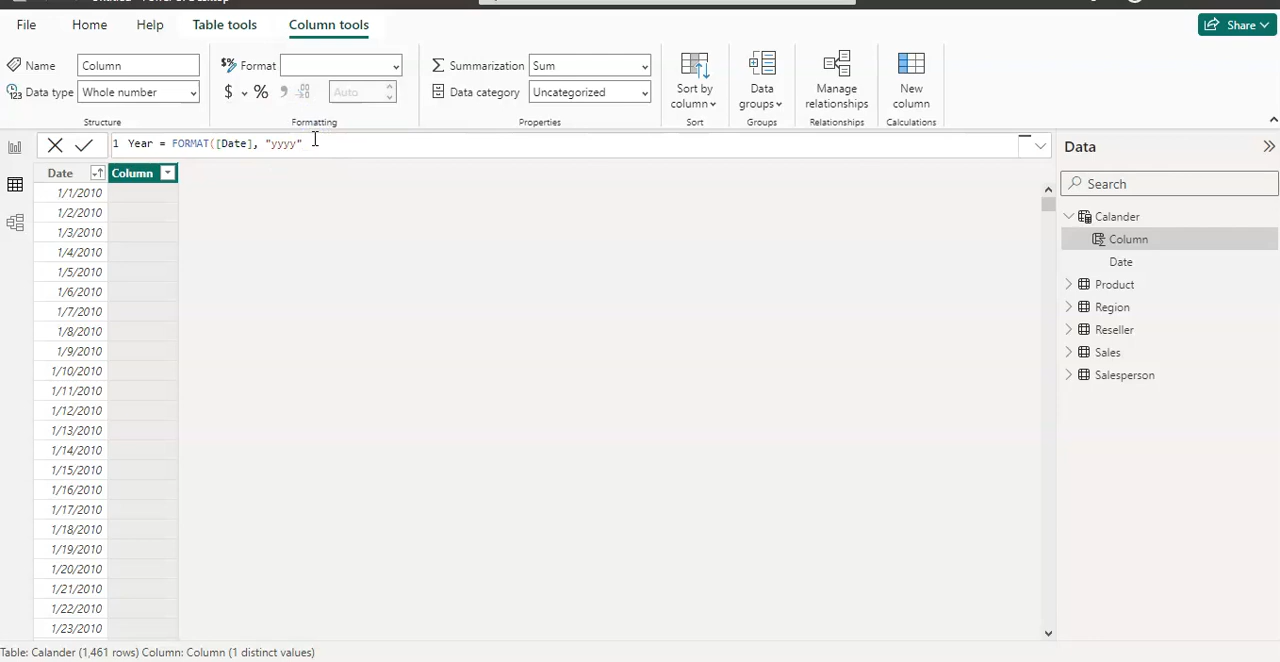 File Home Help Table tools Column tools Share
Name Column $% Format Summarization Sum Sort by column Data groups Manage relationships New column
Data type Whole number $ % Auto Data category Uncategorized
Structure Formatting Properties Sort Groups Relationships Calculations
1 Year = FORMAT([Date], "yyyy"
Data
Date Column
Search
1/1/2010
1/2/2010
1/3/2010
1/4/2010
1/5/2010
1/6/2010
1/7/2010
1/8/2010
1/9/2010
1/10/2010
1/11/2010
1/12/2010
1/13/2010
1/14/2010
1/15/2010
1/16/2010
1/17/2010
1/18/2010
1/19/2010
1/20/2010
1/21/2010
1/22/2010
1/23/2010
Calander
Column
Date
Product
Region
Reseller
Sales
Salesperson
Table: Calander (1,461 rows) Column: Column (1 distinct values)